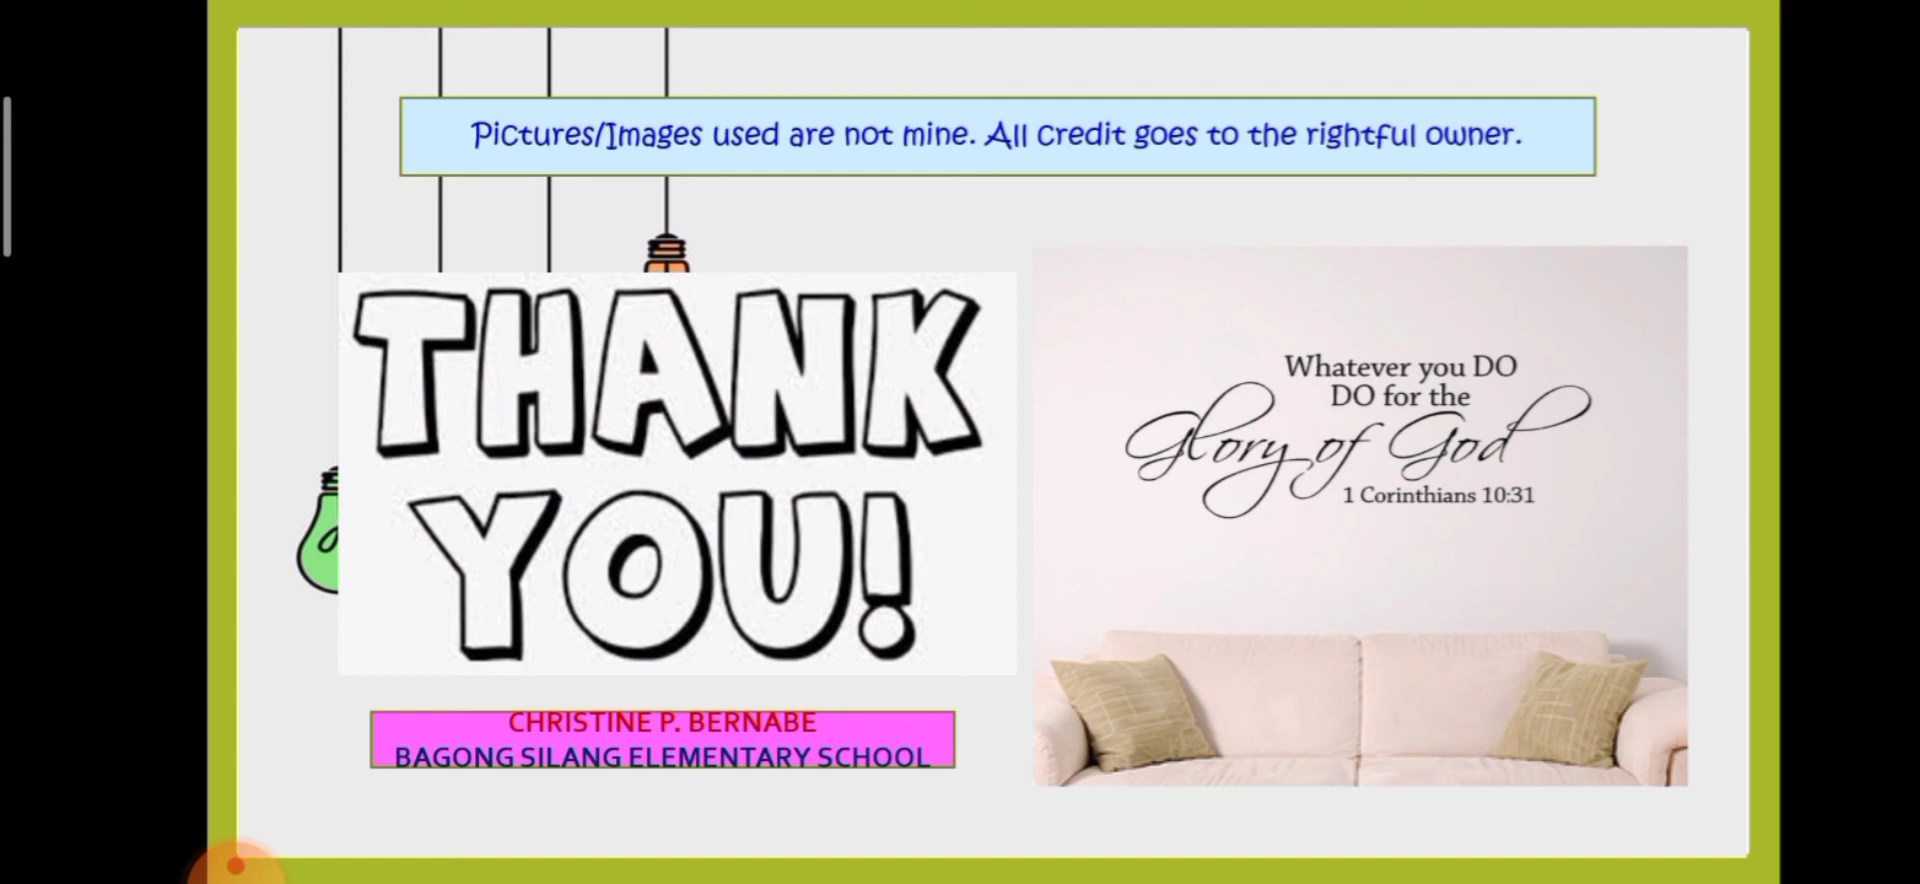 Pictures/Images used are not mine. All credit goes to the rightful owner.
THANK
YOU!
Whatever you DO
DO for the
Glory of God
1 Corinthians 10:31
CHRISTINE P. BERNABE
BAGONG SILANG ELEMENTARY SCHOOL